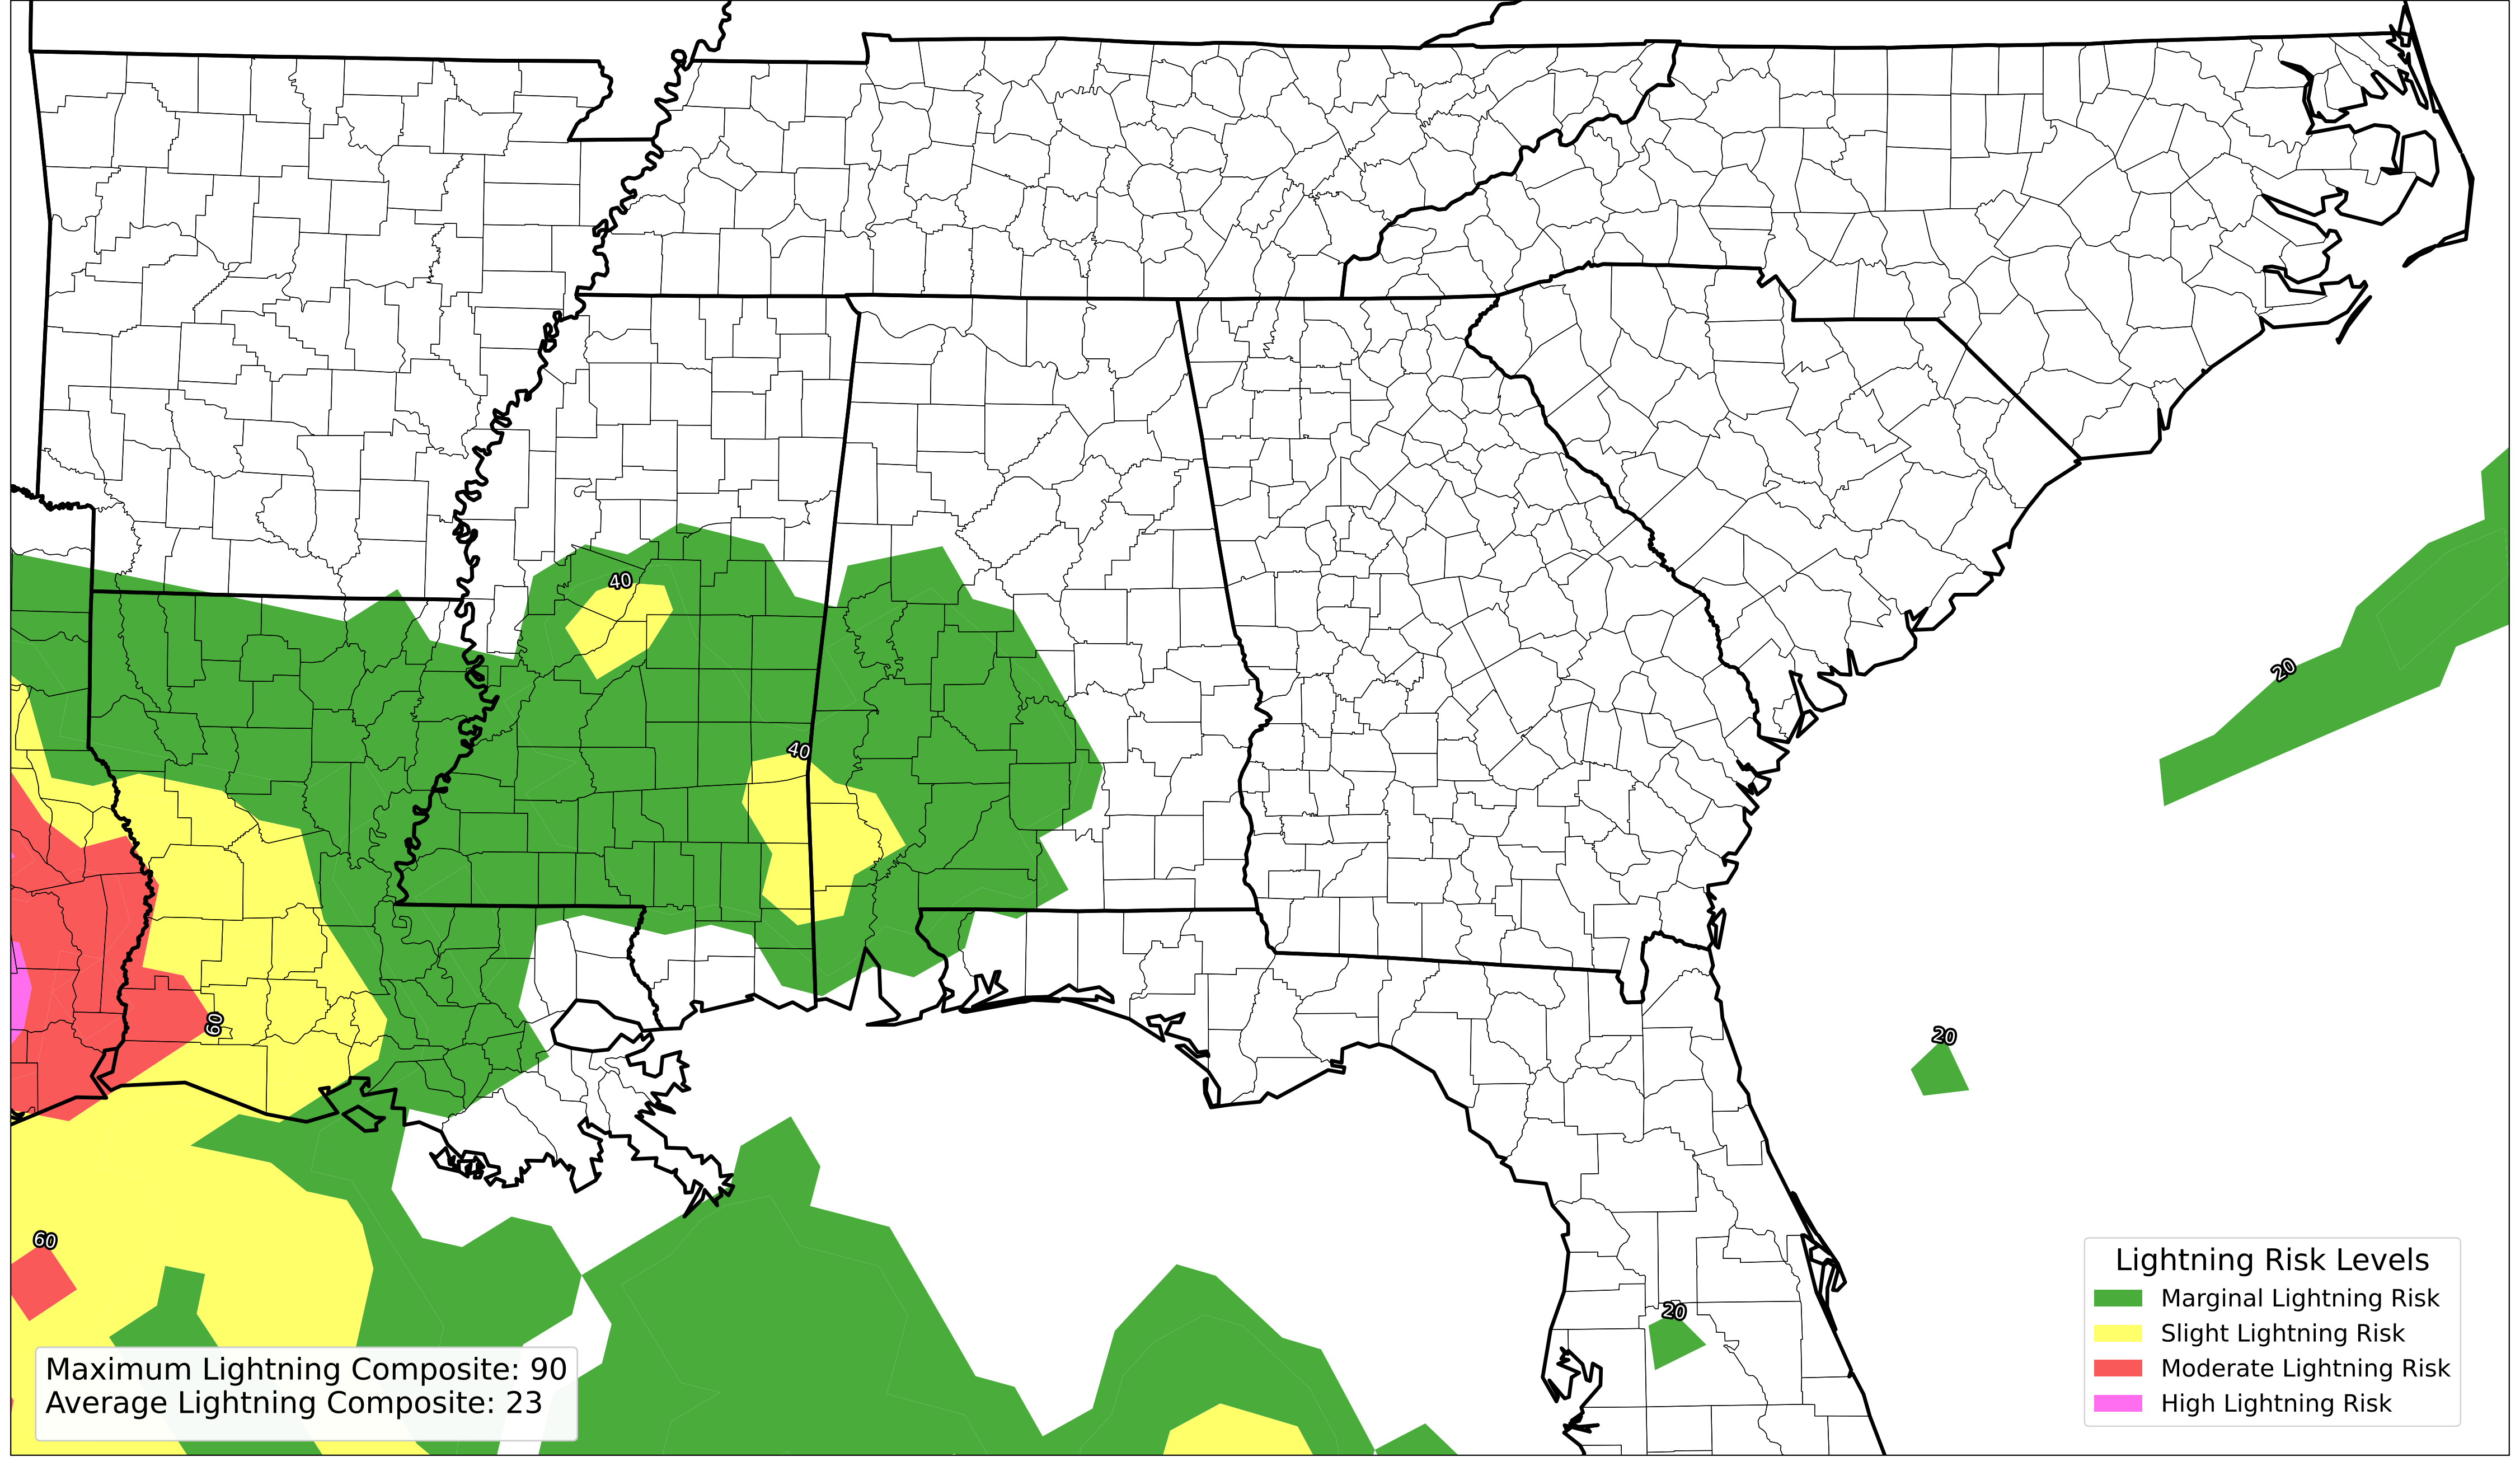 40
40
20
60
20
60
20
Lightning Risk Levels
Marginal Lightning Risk
Slight Lightning Risk
Moderate Lightning Risk
High Lightning Risk
Maximum Lightning Composite: 90
Average Lightning Composite: 23